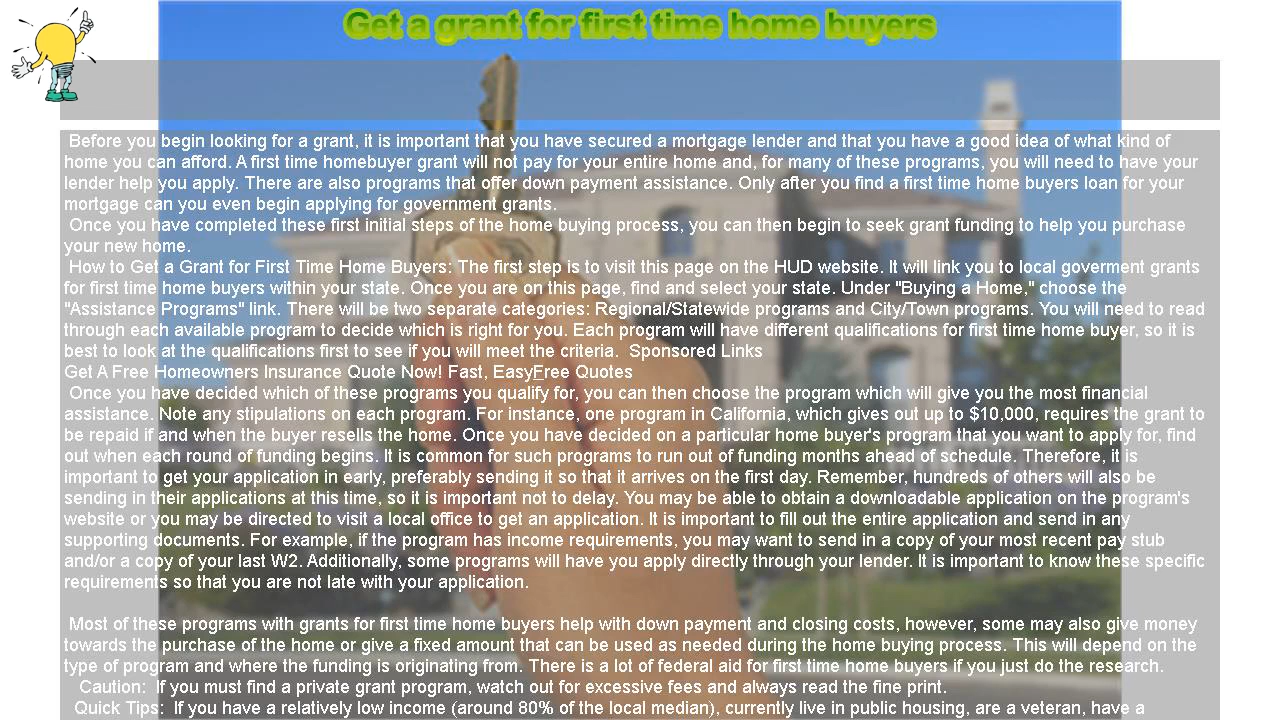 Get a grant for first time home buyers
Before you begin looking for a grant, it is important that you have secured a mortgage lender and that you have a good idea of what kind of
home you can afford. A first time homebuyer grant will not pay for your entire home and, for many of these programs, you will need to have your
lender help you apply. There are also programs that offer down payment assistance. Only after you find a first time home buyers loan for your
mortgage can you even begin applying for government grants.
Once you have completed these first initial steps of the home buying process, you can then begin to seek grant funding to help you purchase
your new home.
How to Get a Grant for First Time Home Buyers: The first step is to visit this page on the HUD website. It will link you to local goverment grants
for first time home buyers within your state. Once you are on this page, find and select your state. Under "Buying a Home," choose the
"Assistance Programs" link. There will be two separate categories: Regional/Statewide programs and City/Town programs. You will need to read
through each available program to decide which is right for you. Each program will have different qualifications for first time home buyer, so it is
best to look at the qualifications first to see if you will meet the criteria. Sponsored Links
Get A Free Homeowners Insurance Quote Now! Fast, EasyFree Quotes
Once you have decided which of these programs you qualify for, you can then choose the program which will give you the most financial
assistance. Note any stipulations on each program. For instance, one program in California, which gives out up to $10,000, requires the grant to
be repaid if and when the buyer resells the home. Once you have decided on a particular home buyer's program that you want to apply for, find
out when each round of funding begins. It is common for such programs to run out of funding months ahead of schedule. Therefore, it is
important to get your application in early, preferably sending it so that it arrives on the first day. Remember, hundreds of others will also be
sending in their applications at this time, so it is important not to delay. You may be able to obtain a downloadable application on the program's
website or you may be directed to visit a local office to get an application. It is important to fill out the entire application and send in any
supporting documents. For example, if the program has income requirements, you may want to send in a copy of your most recent pay stub
and/or a copy of your last W2. Additionally, some programs will have you apply directly through your lender. It is important to know these specific
requirements so that you are not late with your application.
Most of these programs with grants for first time home buyers help with down payment and closing costs, however, some may also give money
towards the purchase of the home or give a fixed amount that can be used as needed during the home buying process. This will depend on the
type of program and where the funding is originating from. There is a lot of federal aid for first time home buyers if you just do the research.
Caution: If you must find a private grant program, watch out for excessive fees and always read the fine print.
Quick Tips: If you have a relatively low income (around 80% of the local median), currently live in public housing, are a veteran, have a